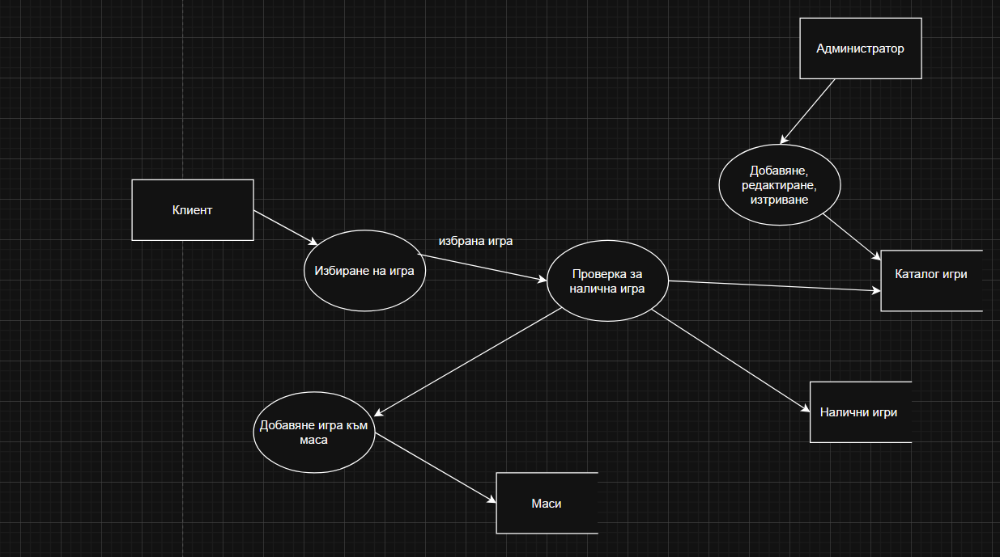 Администратор
Добавяне,
редактиране,
изтриване
Клиент
избрана игра
Избиране на игра
Проверка за
налична игра
Каталог игри
Налични игри
Добавяне игра към
маса
Маси